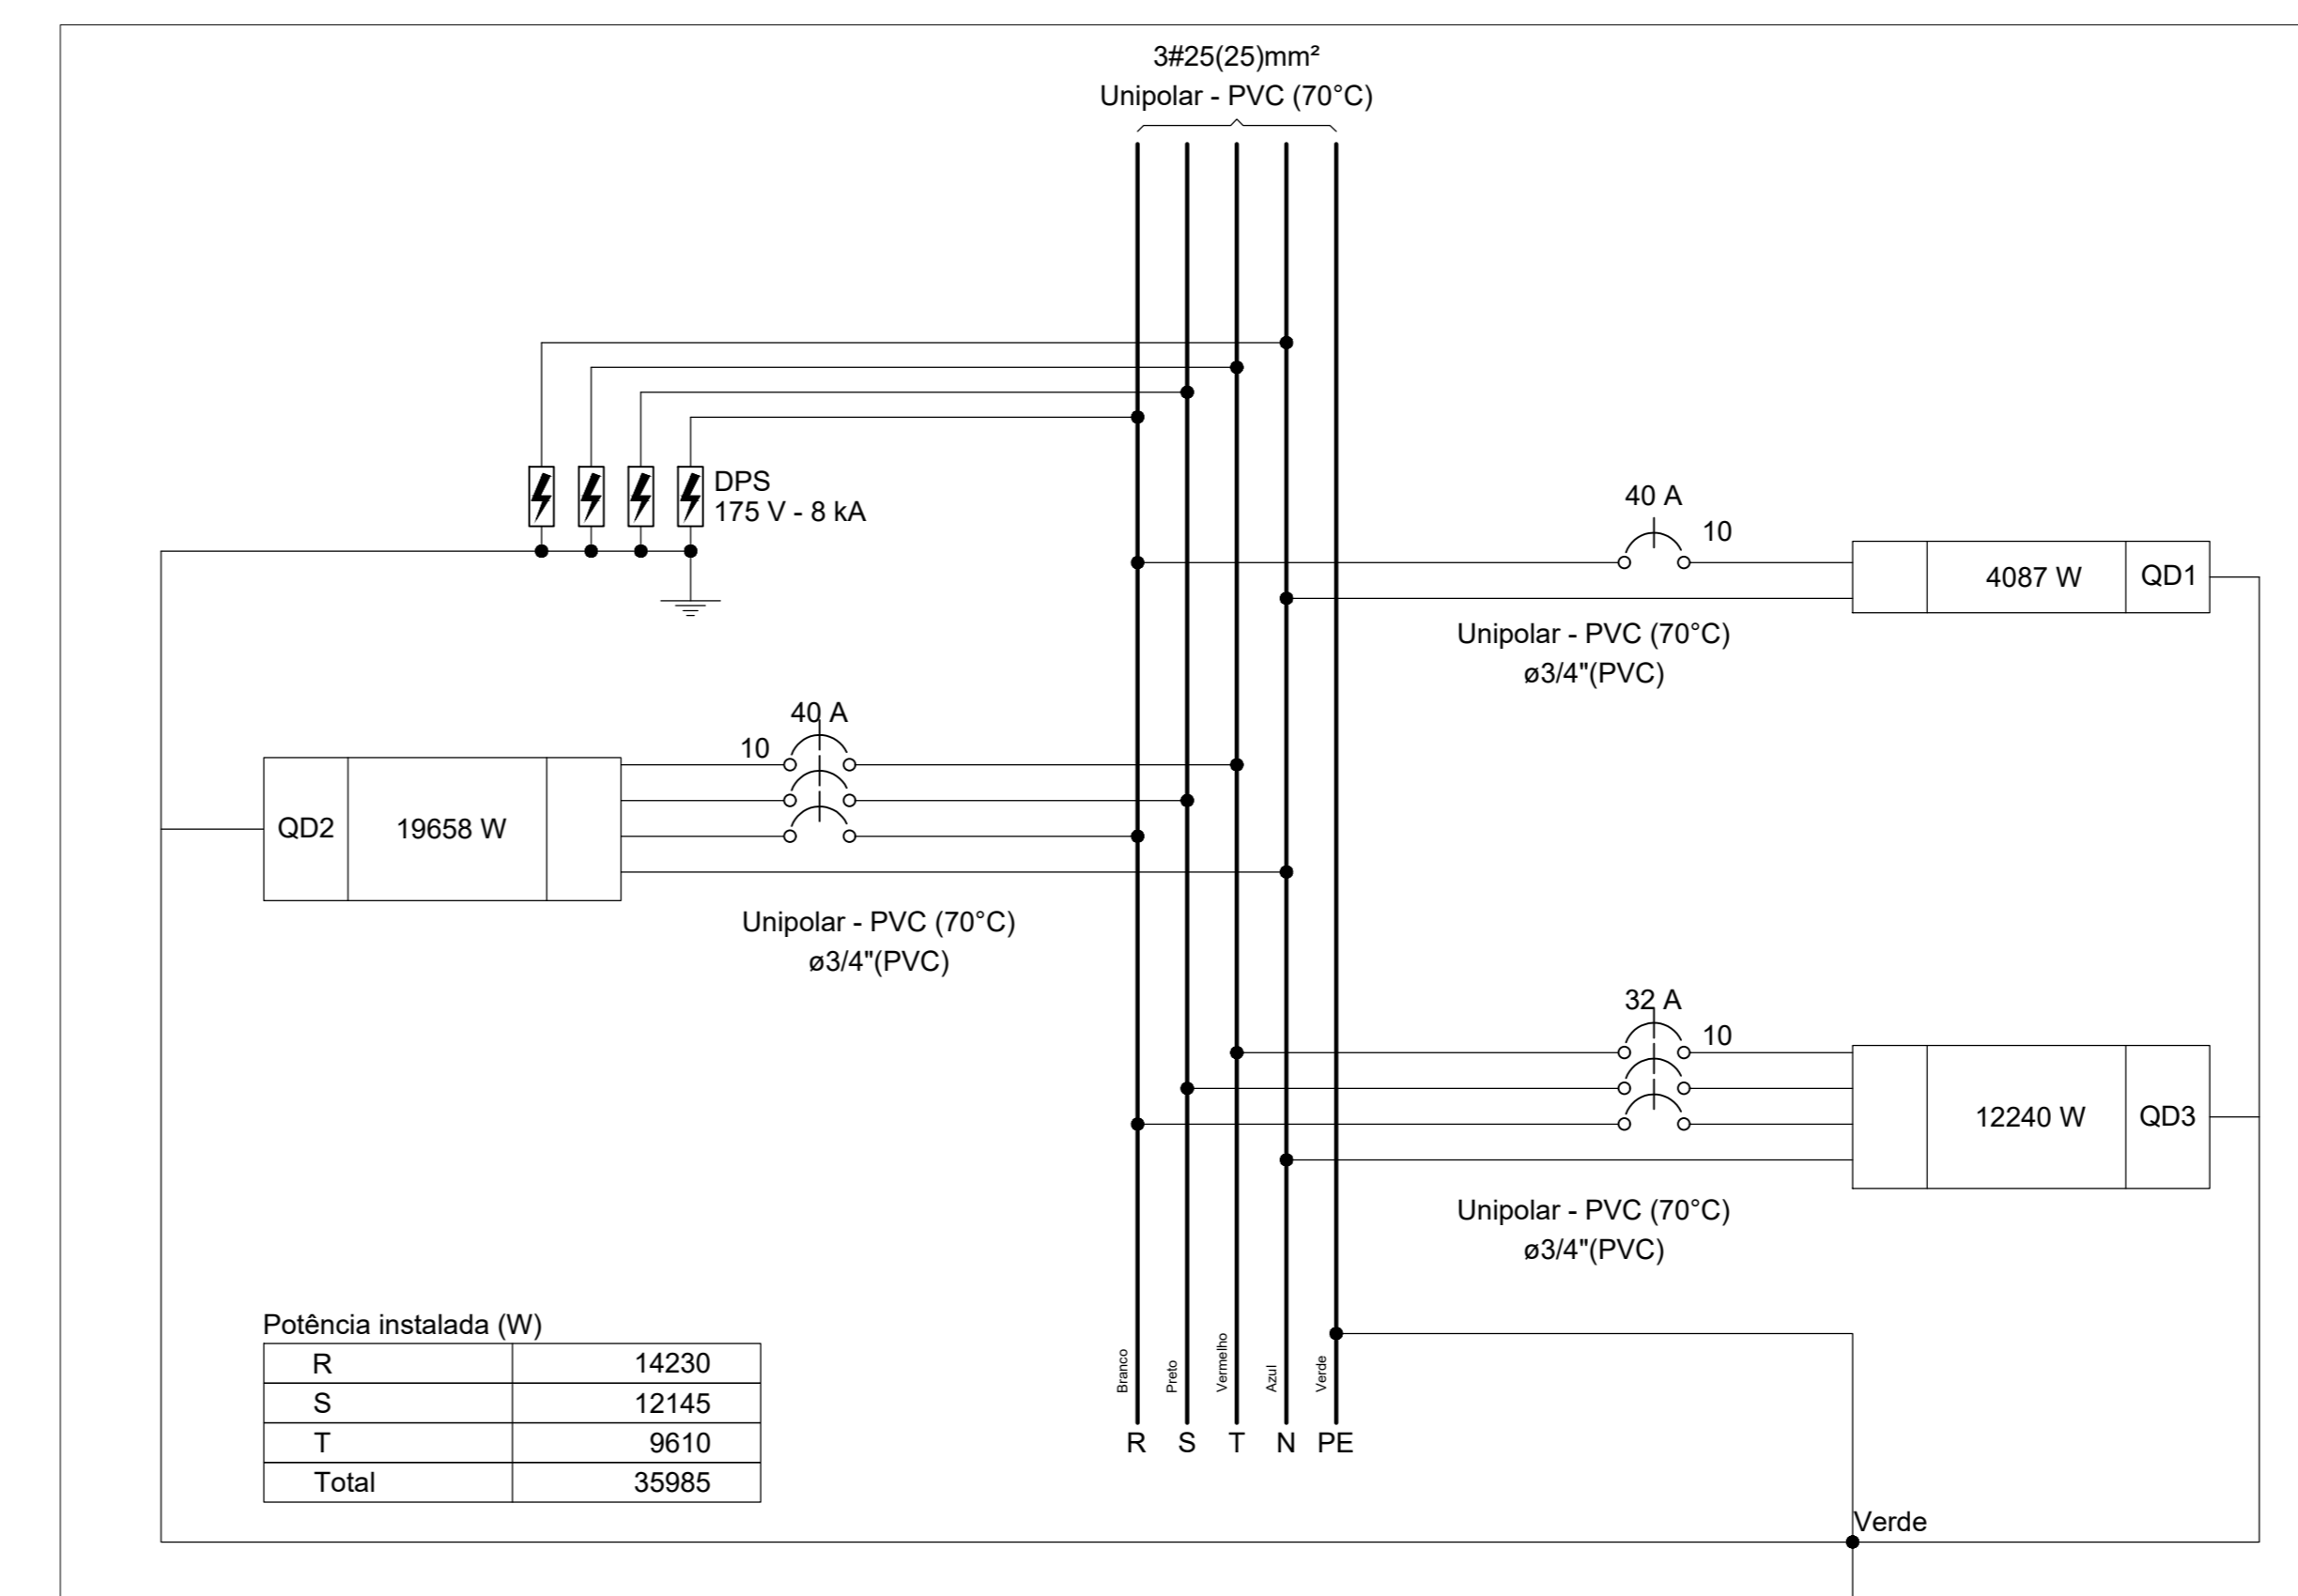 3#25(25)mm²
Unipolar - PVC (70°C)
DPS
175 V - 8 kA
40 A
10
4087 W QD1
Unipolar - PVC (70°C)
ø3/4"(PVC)
40 A
10
QD2 19658 W
Unipolar - PVC (70°C)
ø3/4"(PVC)
32 A
10
12240 W QD3
Unipolar - PVC (70°C)
ø3/4"(PVC)
Potência instalada (W)
R 14230
S 12145
T 9610
Total 35985
Branco
Preto
Vermelho
Azul
Verde
R S T N PE
Verde